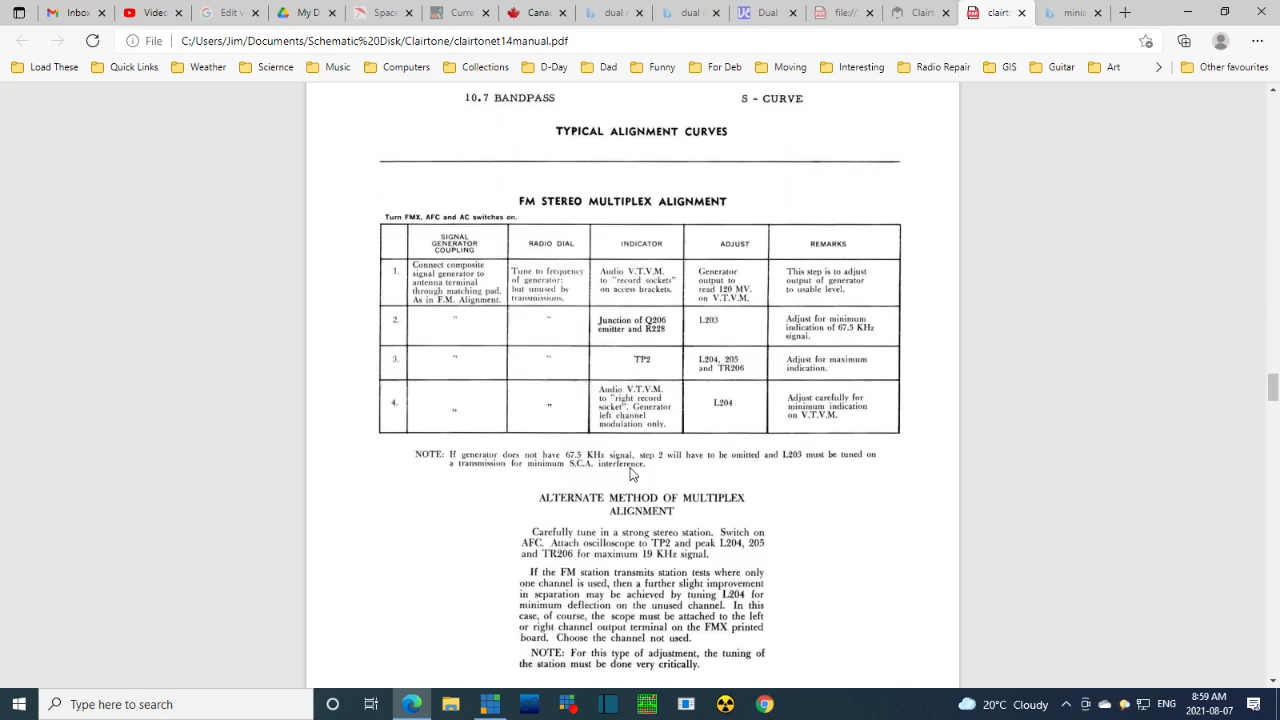 Inbox
YouTu
Edit v
Googl
MyD
Space
Curre
Provi
dual
dual
Dual
file://
Clairt
clairt
mini
File C:/Users/Jim/Documents/Schematic%20Disk/Clairtone/clairtonet14manual.pdf
Load These Quick Links Weather Science Music Computers Collections D-Day Dad Funny For Deb Moving Interesting Radio Repair GIS Guitar Art Other favourites
10.7 BANDPASS S - CURVE
TYPICAL ALIGNMENT CURVES
FM STEREO MULTIPLEX ALIGNMENT
Turn FMX, AFC and AC switches on.
SIGNAL
GENERATOR
COUPLING
RADIO DIAL
INDICATOR
ADJUST
REMARKS
1.
Connect composite
signal generator to
antenna terminal
through matching pad.
As in F.M. Alignment.
Tune to frequency
of generator;
but unused by
transmissions.
Audio V.T.V.M.
to "record sockets"
on access brackets.
Generator
output to
read 120 MV.
on V.T.V.M.
This step is to adjust
output of generator
to usable level.
2.
"
"
Junction of Q206
emitter and R228
L203
Adjust for minimum
indication of 67.5 KHz
signal.
3.
"
"
TP2
L204, 205
and TR206
Adjust for maximum
indication.
4.
"
"
Audio V.T.V.M.
to "right record
socket". Generator
left channel
modulation only.
L204
Adjust carefully for
minimum indication
on V.T.V.M.
NOTE: If generator does not have 67.5 KHz signal, step 2 will have to be omitted and L203 must be tuned on
a transmission for minimum S.C.A. interference.
ALTERNATE METHOD OF MULTIPLEX
ALIGNMENT
Carefully tune in a strong stereo station. Switch on
AFC. Attach oscilloscope to TP2 and peak L204, 205
and TR206 for maximum 19 KHz signal.
If the FM station transmits station tests where only
one channel is used, then a further slight improvement
in separation may be achieved by tuning L204 for
minimum deflection on the unused channel. In this
case, of course, the scope must be attached to the left
or right channel output terminal on the FMX printed
board. Choose the channel not used.
NOTE: For this type of adjustment, the tuning of
the station must be done very critically.
Type here to search
20°C Cloudy
ENG
8:59 AM
2021-08-07